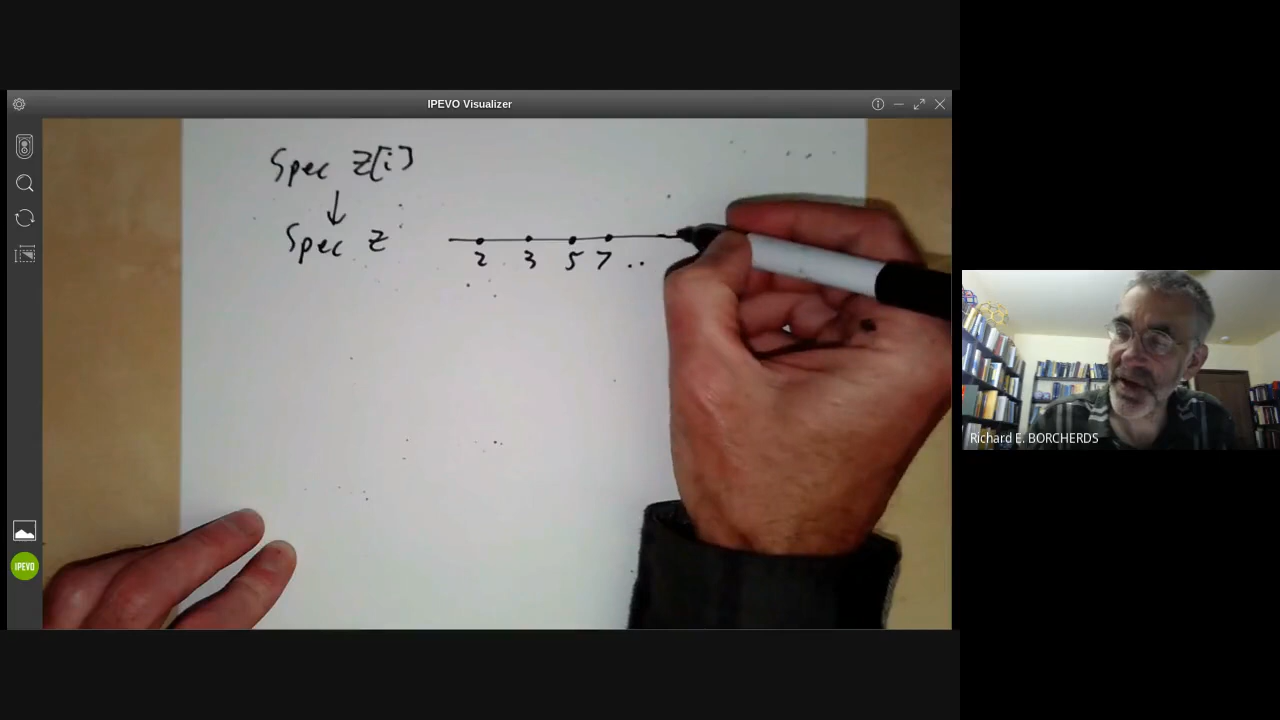 IPEVO Visualizer
Spec Z[i]
↓
Spec Z
2 3 5 7 ..
IPEVO
Richard E. BORCHERDS